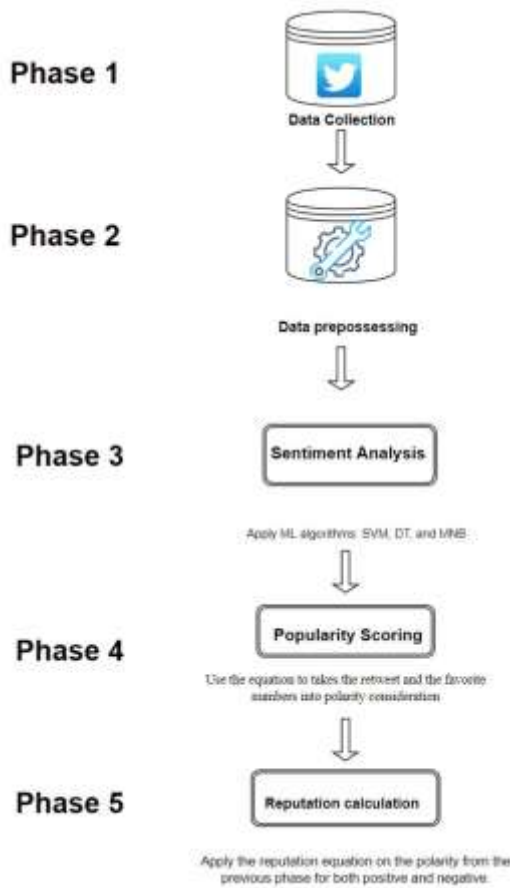 Phase 1
Data Collection
Phase 2
Data prepossessing
Phase 3
Sentiment Analysis
Apply ML algorithms: SVM, DT, and MNB
Phase 4
Popularity Scoring
Use the equation to takes the retweet and the favorite
numbers into polarity consideration
Phase 5
Reputation calculation
Apply the reputation equation on the polarity from the
previous phase for both positive and negative.